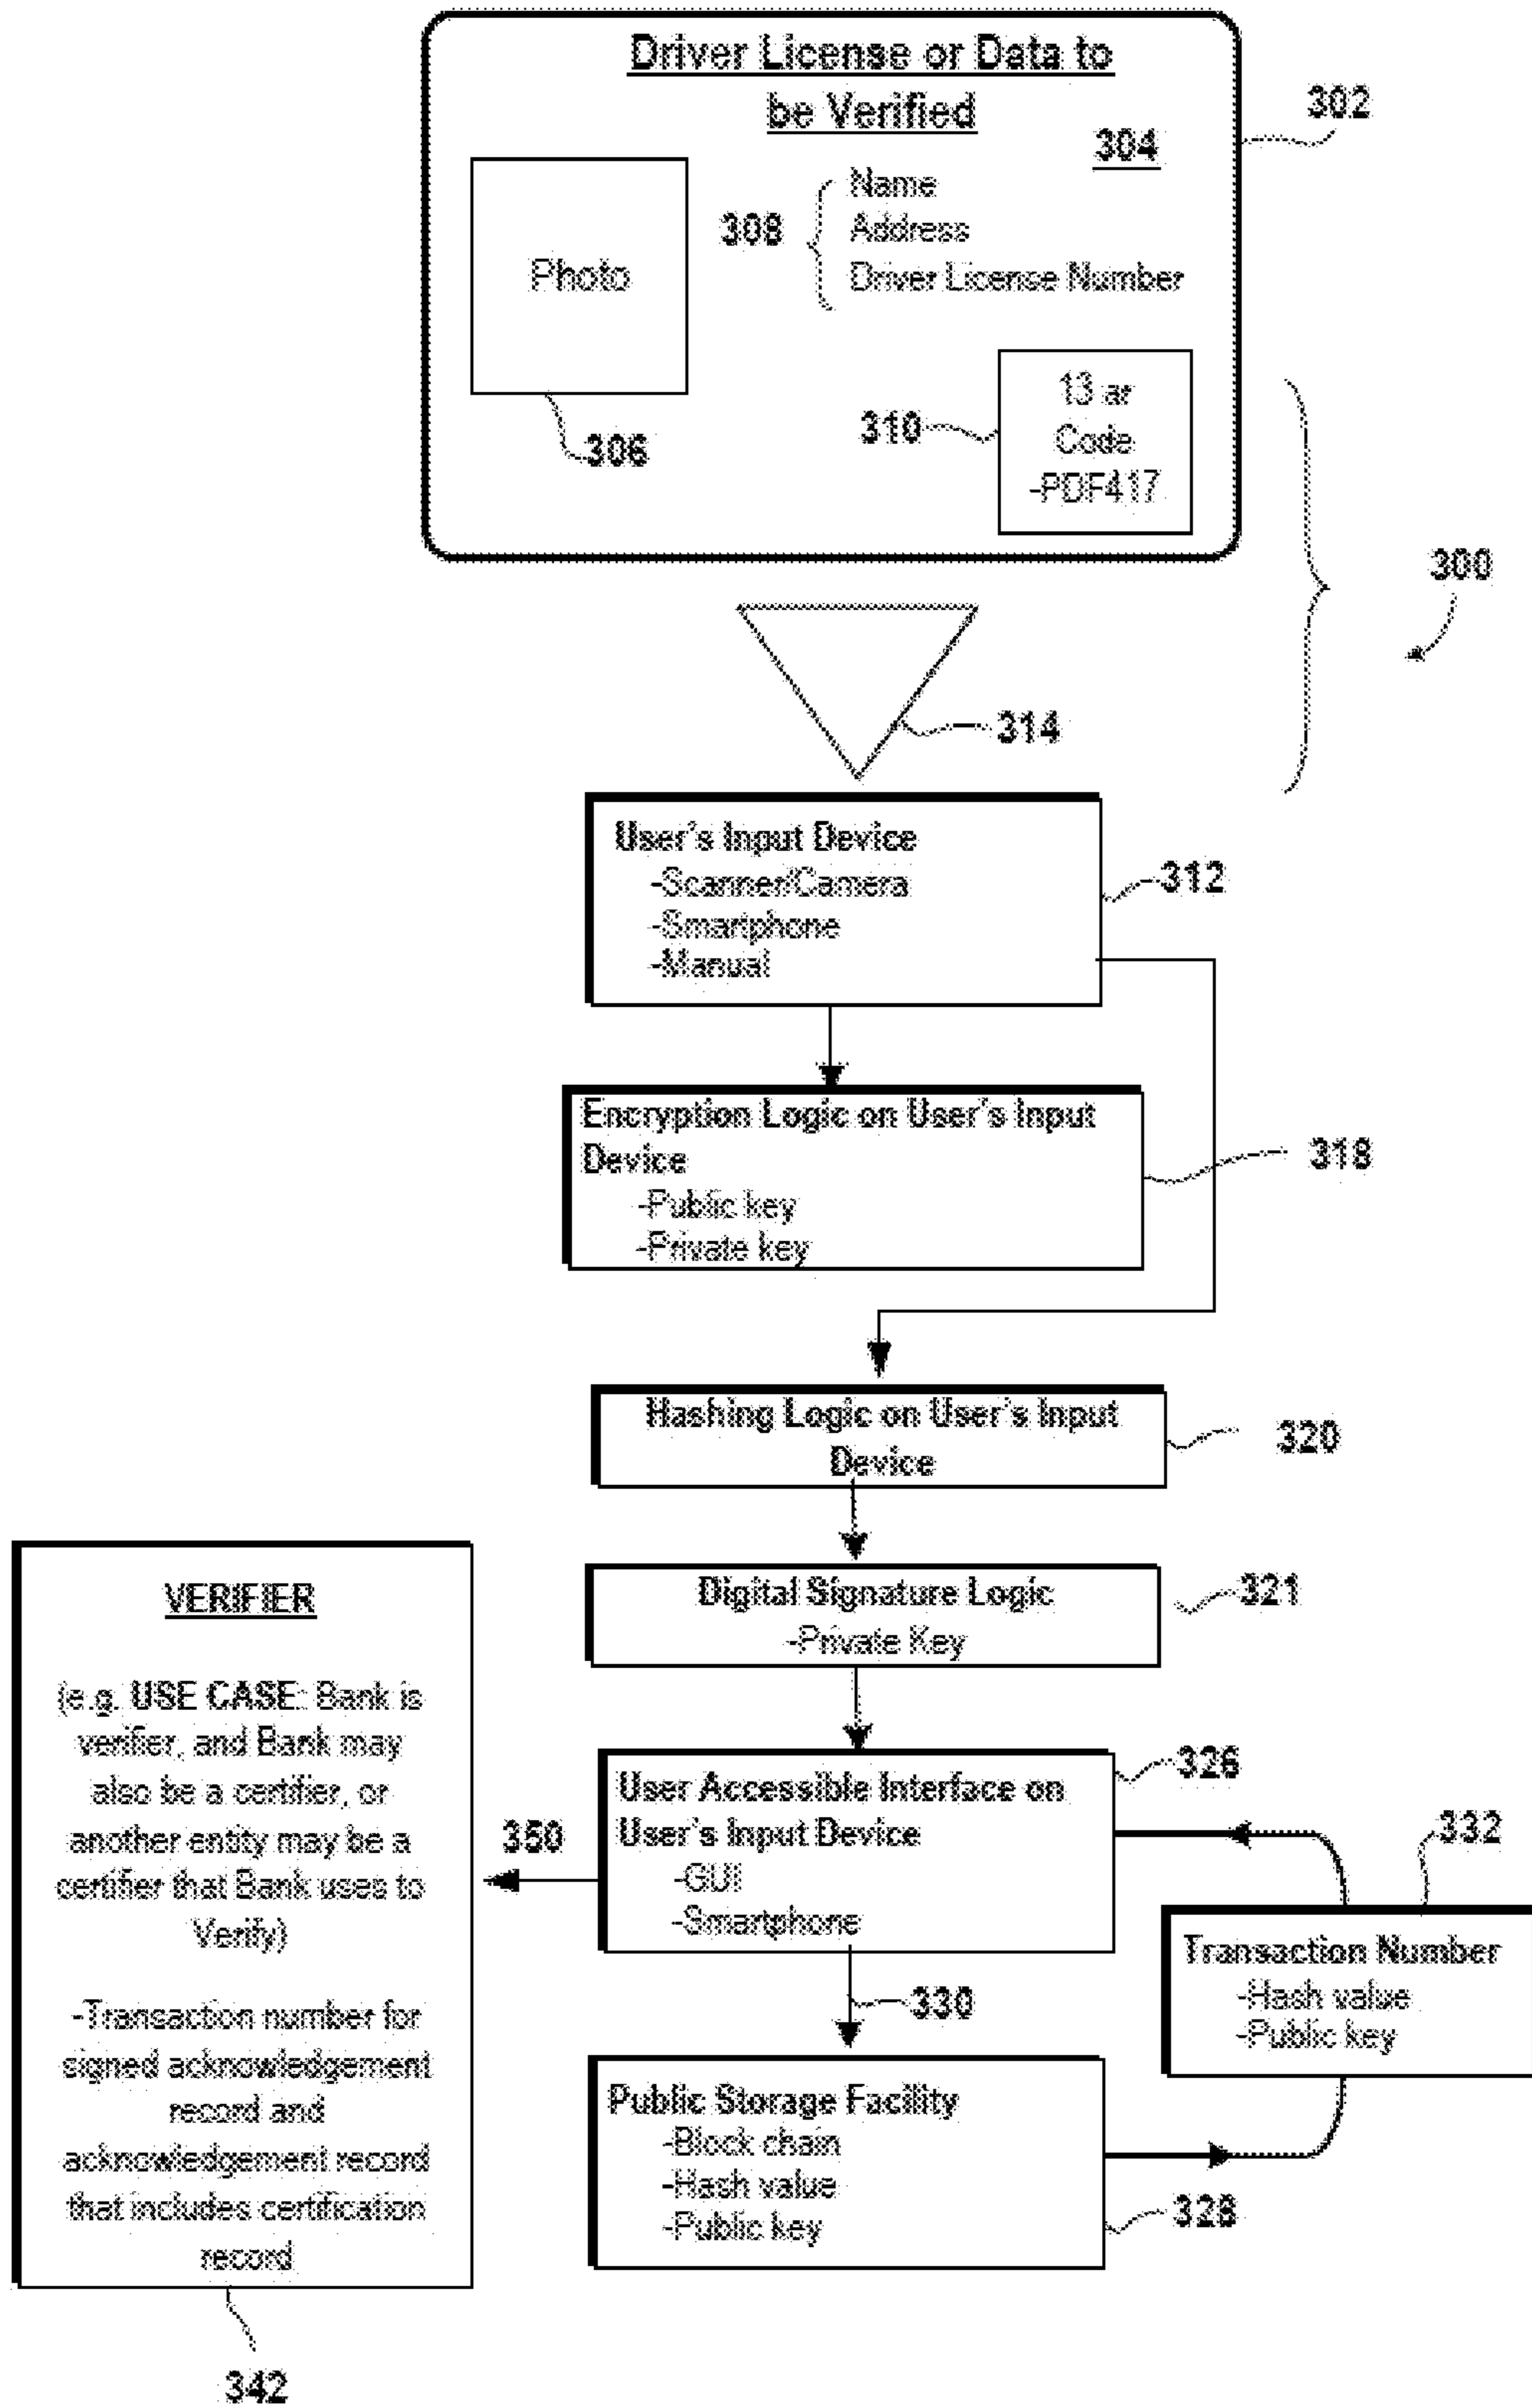 Driver License or Data to
be Verified
302
304
Name
308
Address
Photo
Driver License Number
13 ar
310
Code
306
-PDF417
300
314
User's Input Device
-Scanner/Camera
312
-Smartphone
-Manual
Encryption Logic on User's Input
Device
318
-Public key
-Private key
Hashing Logic on User's Input
320
Device
Digital Signature Logic
321
-Private Key
326
User Accessible Interface on
User's Input Device
350
332
-GUI
-Smartphone
Transaction Number
-Hash value
-Public key
330
Public Storage Facility
-Block chain
-Hash value
-Public key
328
VERIFIER
(e.g. USE CASE: Bank is
verifier, and Bank may
also be a certifier, or
another entity may be a
certifier that Bank uses to
Verify)
-Transaction number for
signed acknowledgement
record and
acknowledgement record
that includes certification
record
342